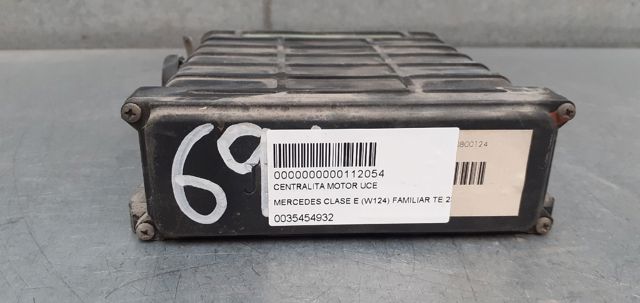 69
0000000000112054
CENTRALITA MOTOR UCE
MERCEDES CLASE E (W124) FAMILIAR TE 2
0035454932
0800124